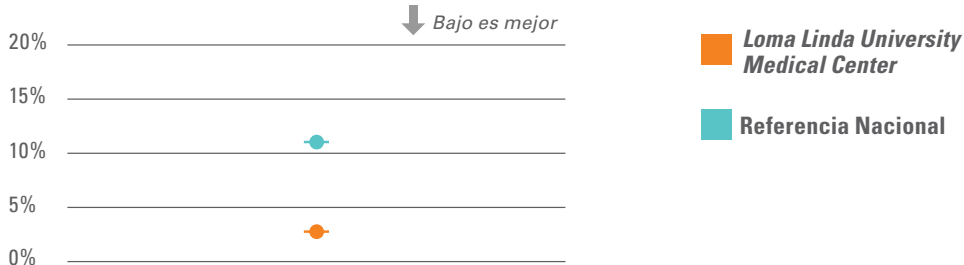 Bajo es mejor
20%
15%
10%
5%
0%
Loma Linda University
Medical Center
Referencia Nacional